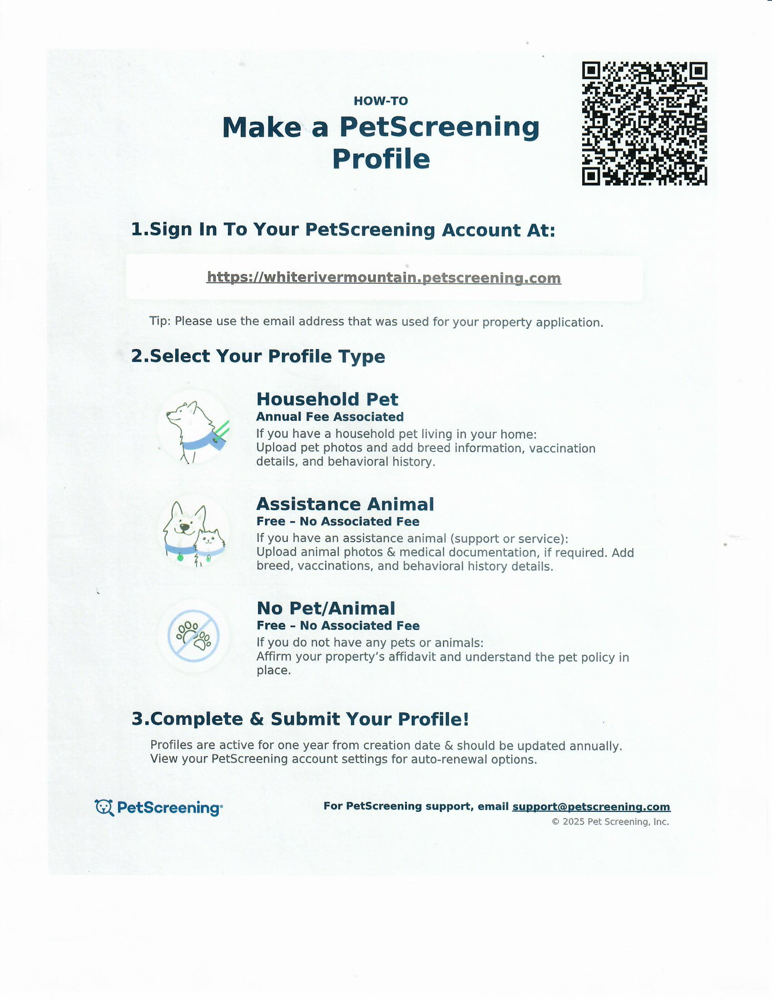 HOW-TO
Make a PetScreening
Profile
1.Sign In To Your PetScreening Account At:
https://whiterivermountain.petscreening.com
Tip: Please use the email address that was used for your property application.
2.Select Your Profile Type
Household Pet
Annual Fee Associated
If you have a household pet living in your home:
Upload pet photos and add breed information, vaccination
details, and behavioral history.
Assistance Animal
Free – No Associated Fee
If you have an assistance animal (support or service):
Upload animal photos & medical documentation, if required. Add
breed, vaccinations, and behavioral history details.
No Pet/Animal
Free – No Associated Fee
If you do not have any pets or animals:
Affirm your property’s affidavit and understand the pet policy in
place.
3.Complete & Submit Your Profile!
Profiles are active for one year from creation date & should be updated annually.
View your PetScreening account settings for auto-renewal options.
PetScreening
For PetScreening support, email support@petscreening.com
© 2025 Pet Screening, Inc.